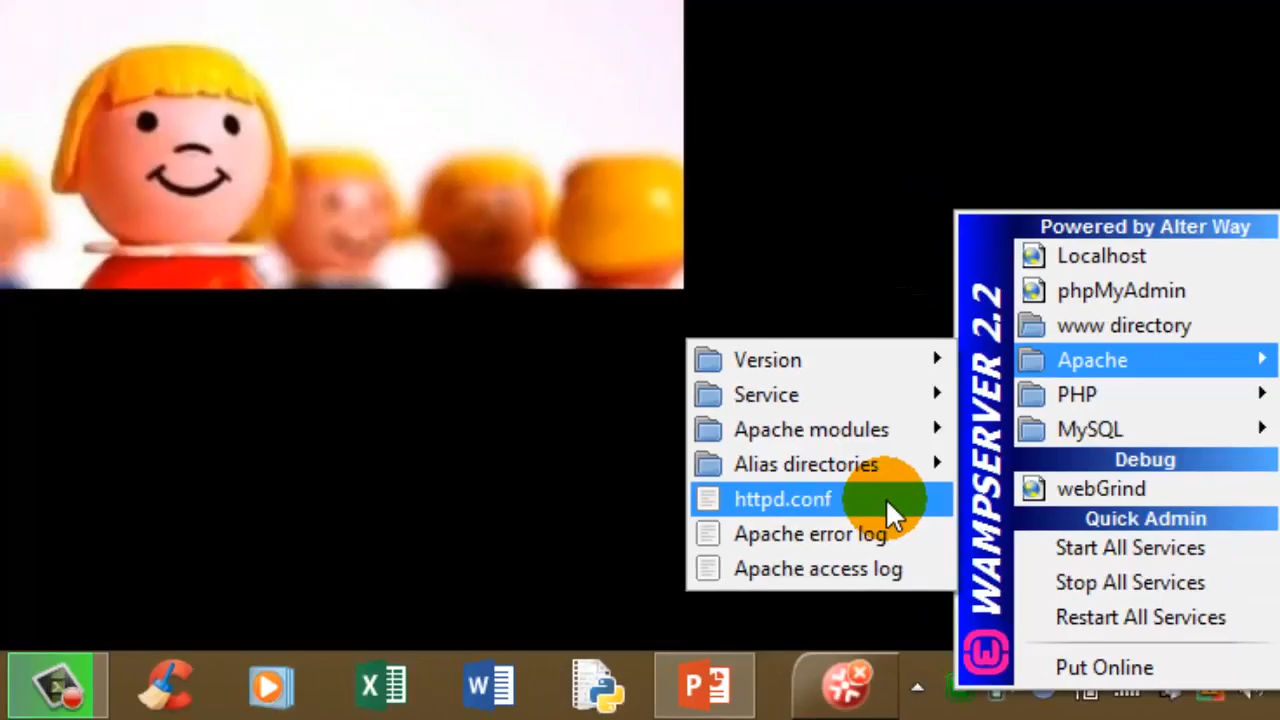 Powered by Alter Way
Localhost
phpMyAdmin
www directory
Apache
PHP
MySQL
Debug
webGrind
Quick Admin
Start All Services
Stop All Services
Restart All Services
Put Online
WAMPSERVER 2.2
Version
Service
Apache modules
Alias directories
httpd.conf
Apache error log
Apache access log
X
W
P